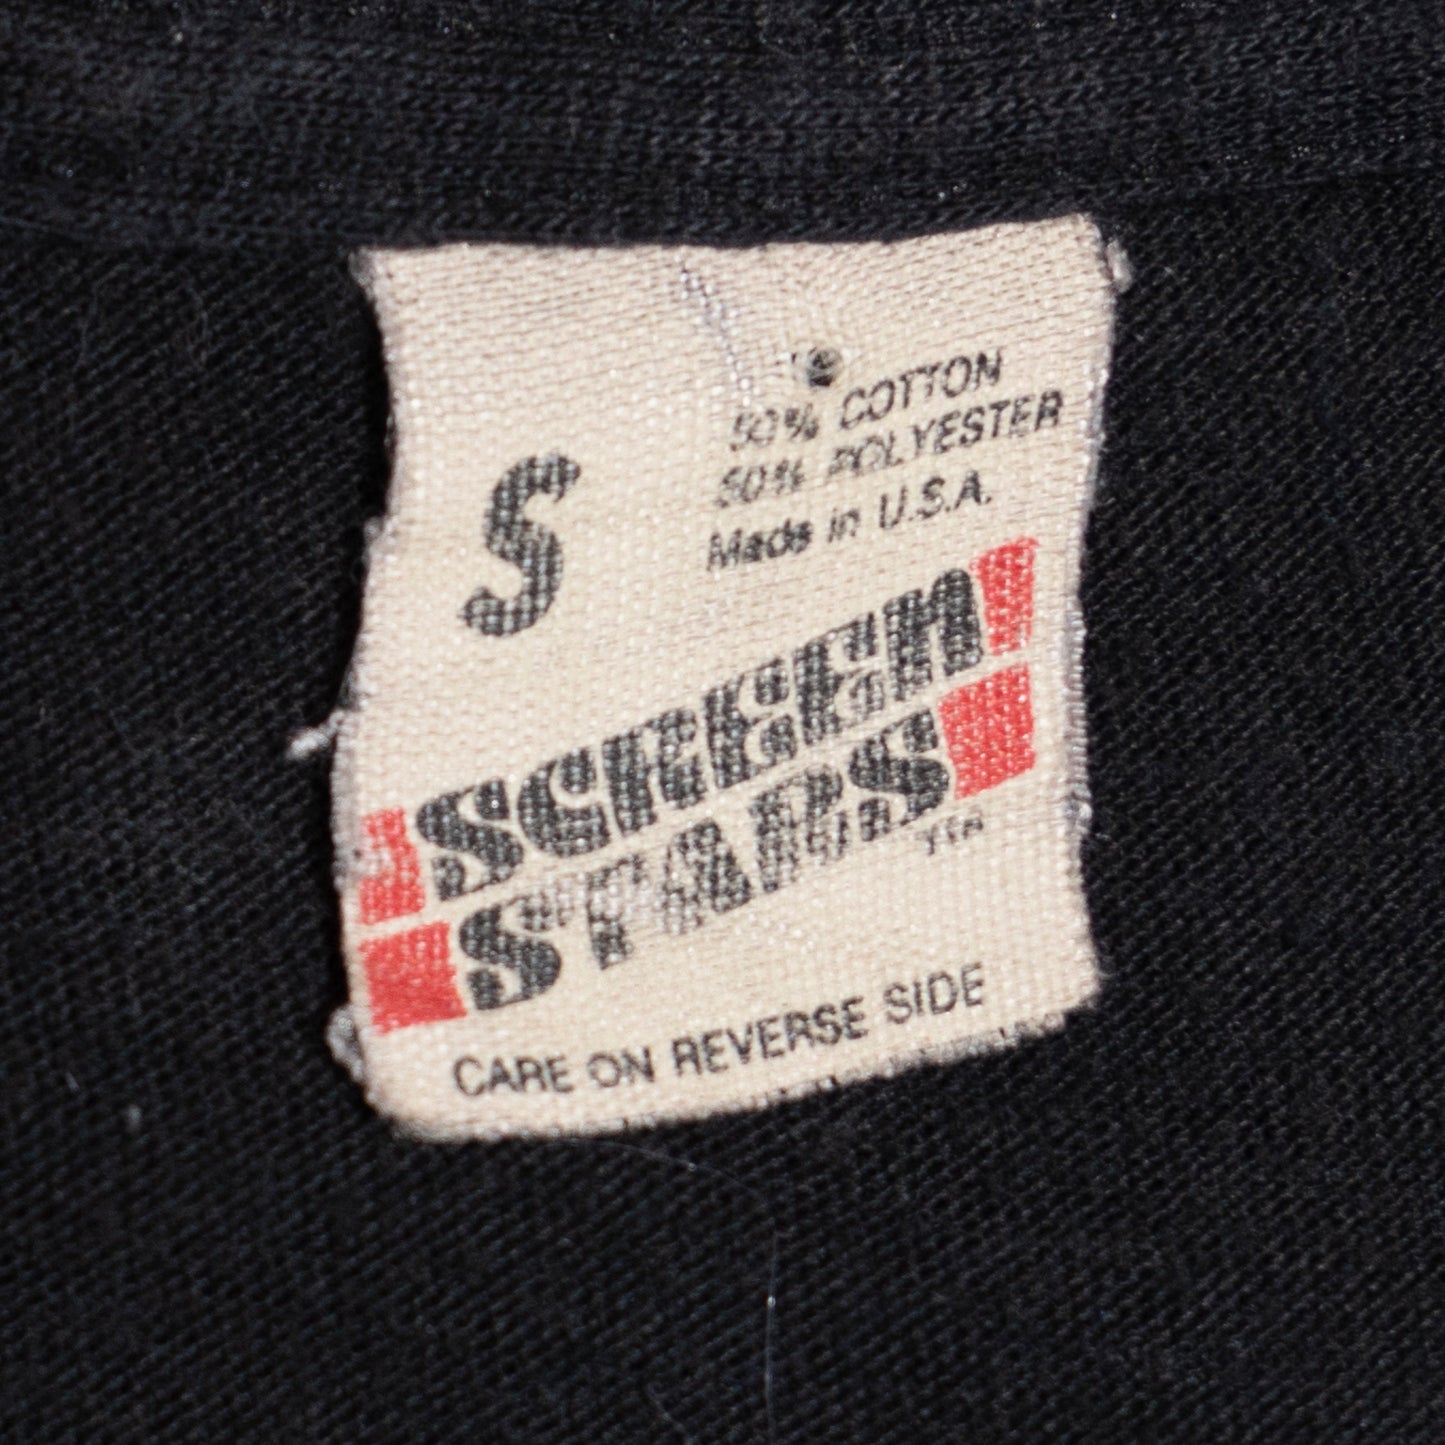 S
50% COTTON
50% POLYESTER
Made in U.S.A.
SCREEN
STARS
CARE ON REVERSE SIDE